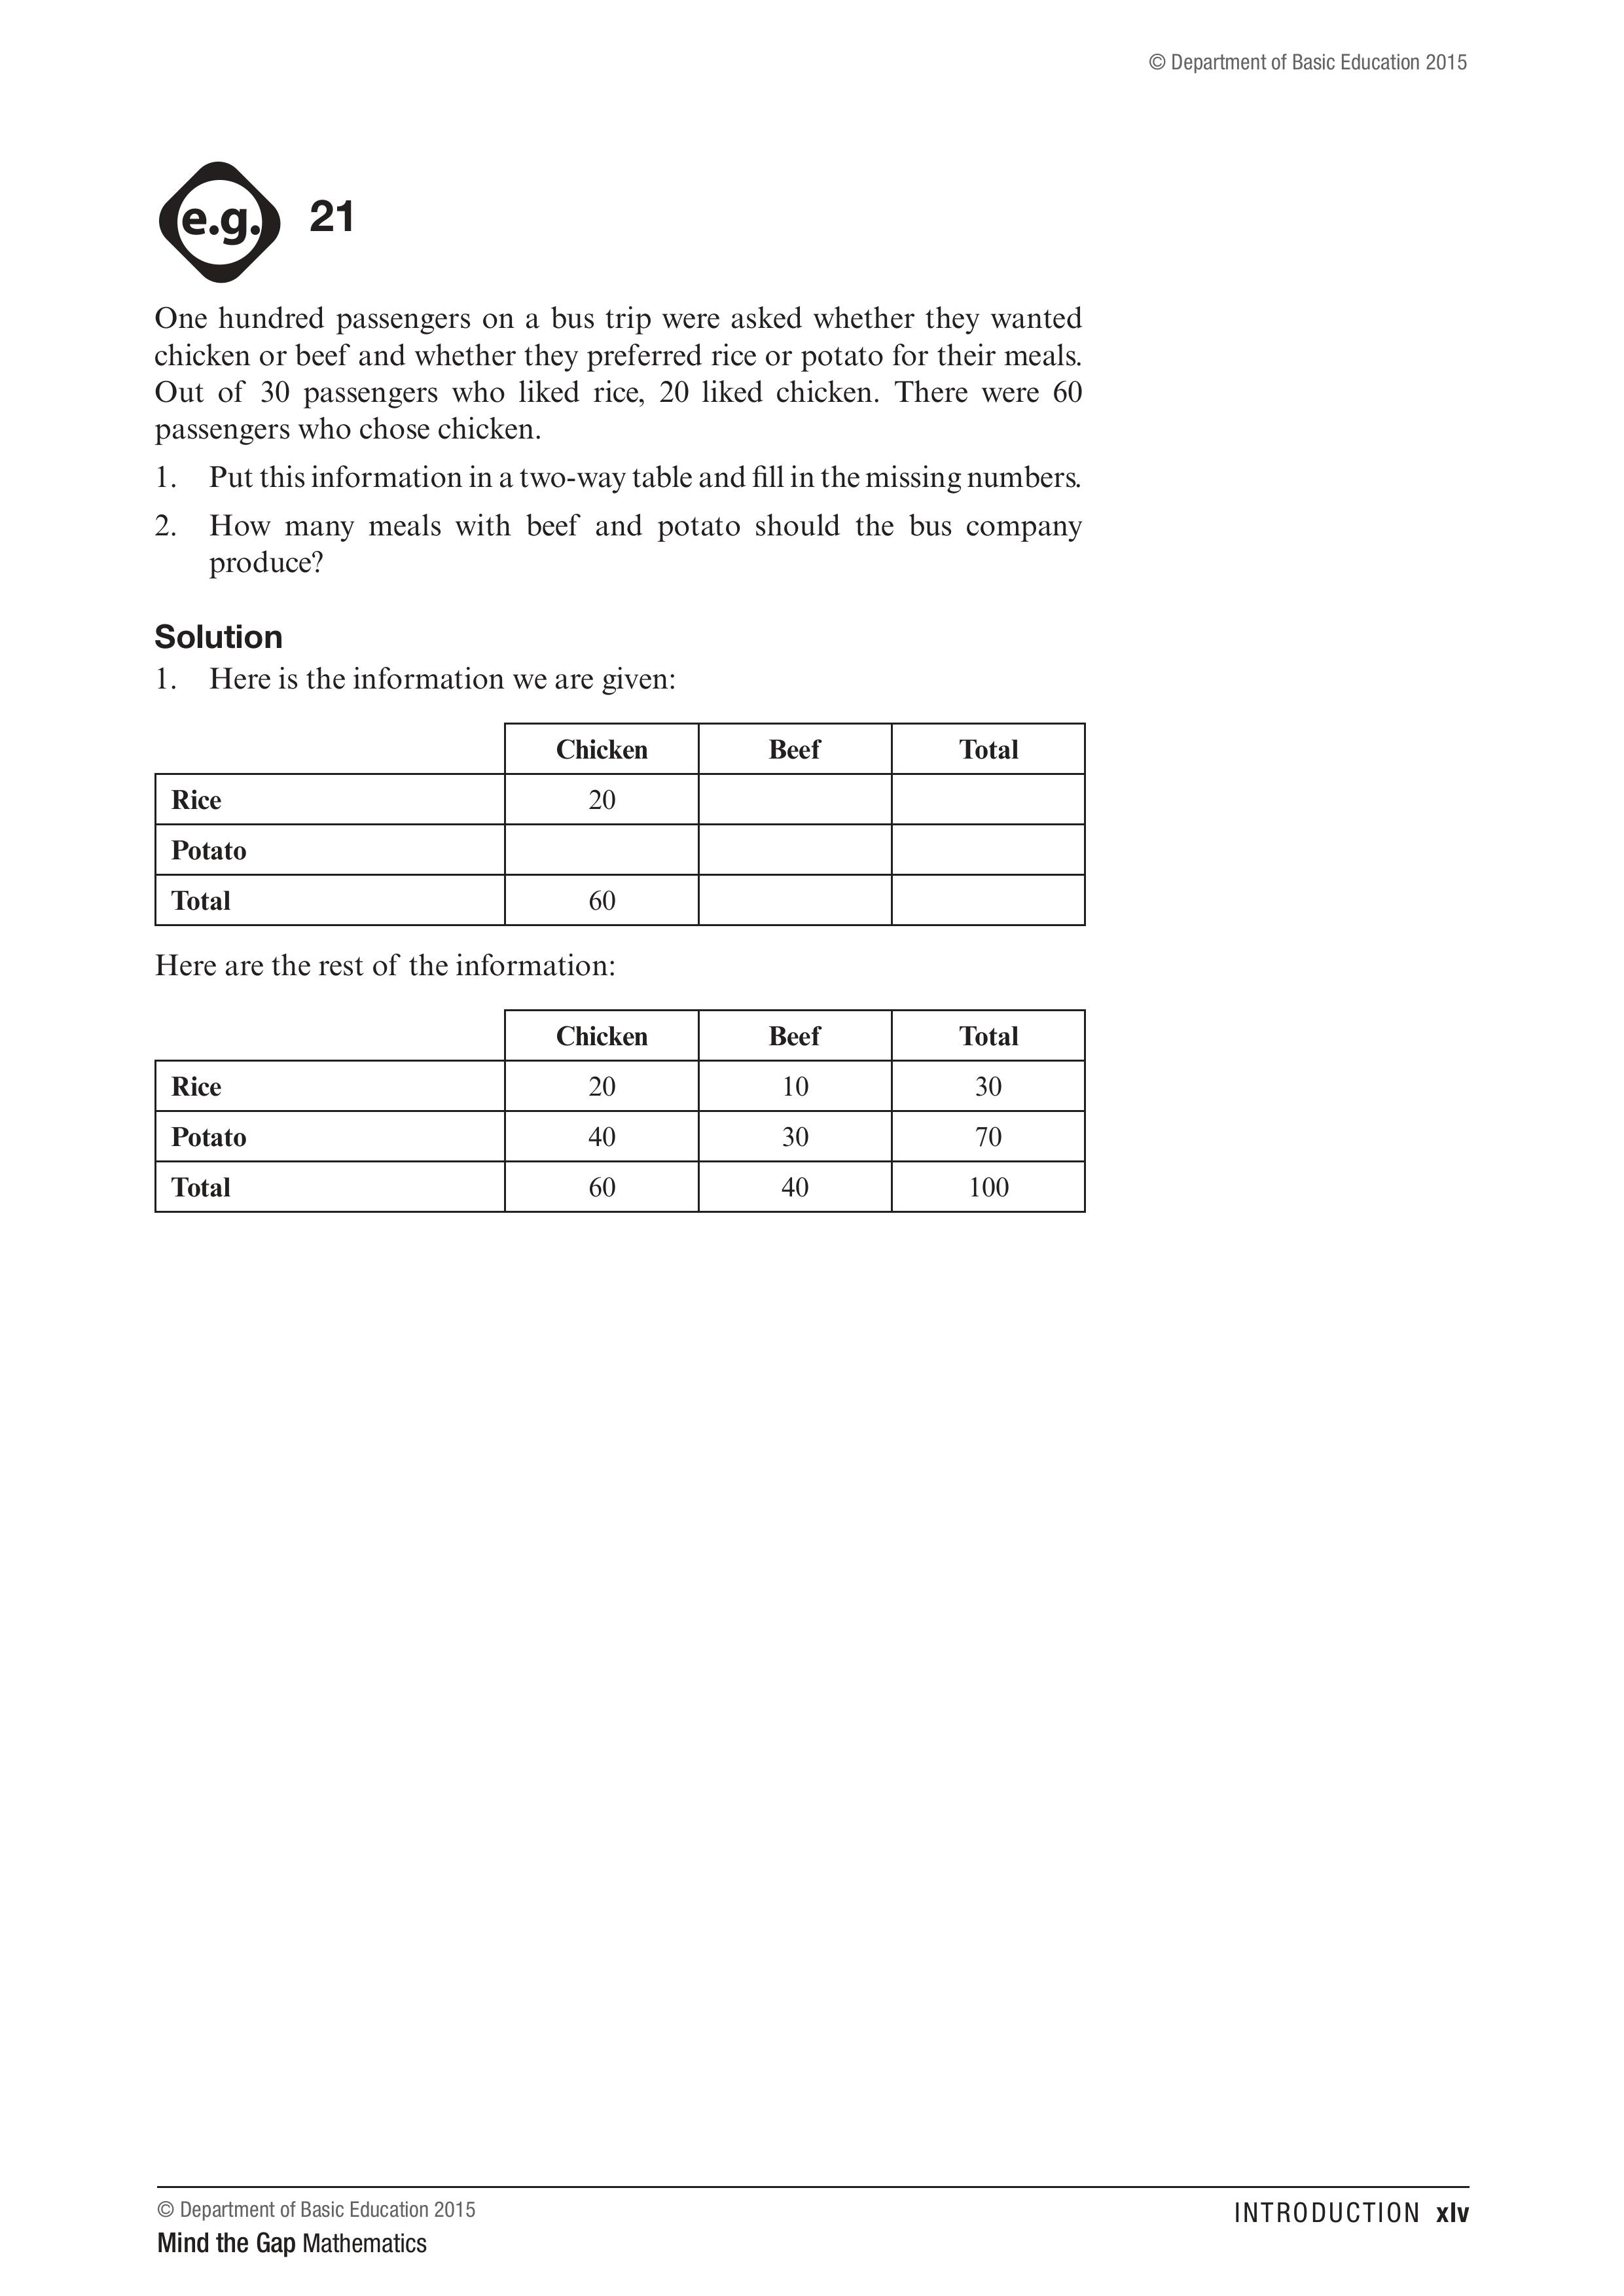 © Department of Basic Education 2015
e.g. 21
One hundred passengers on a bus trip were asked whether they wanted
chicken or beef and whether they preferred rice or potato for their meals.
Out of 30 passengers who liked rice, 20 liked chicken. There were 60
passengers who chose chicken.
1. Put this information in a two-way table and fill in the missing numbers.
2. How many meals with beef and potato should the bus company
produce?
Solution
1. Here is the information we are given:
Chicken Beef Total
Rice 20
Potato
Total 60
Here are the rest of the information:
Chicken Beef Total
Rice 20 10 30
Potato 40 30 70
Total 60 40 100
© Department of Basic Education 2015
INTRODUCTION xlv
Mind the Gap Mathematics